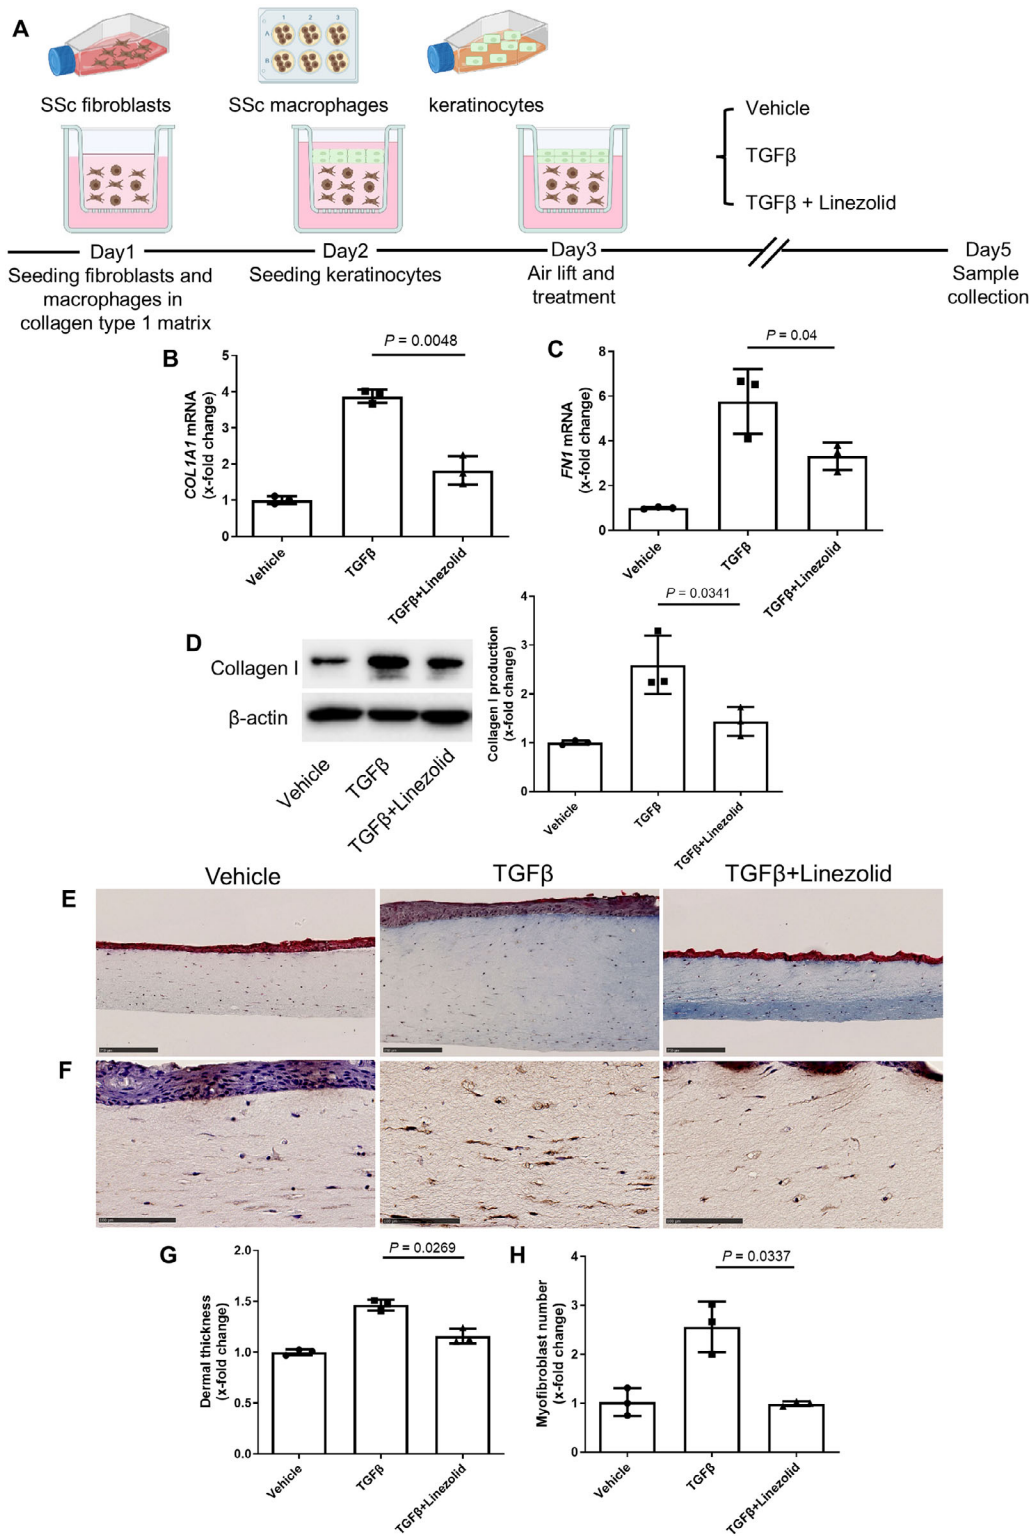 A
1 2 3
A
B
SSc fibroblasts
SSc macrophages
keratinocytes
Vehicle
TGFβ
TGFβ + Linezolid
Day1
Day2
Day3
Day5
Seeding fibroblasts and
macrophages in
collagen type 1 matrix
Seeding keratinocytes
Air lift and
treatment
Sample
collection
B
P = 0.0048
COL1A1 mRNA
(x-fold change)
5
4
3
2
1
0
Vehicle
TGFβ
TGFβ+Linezolid
C
P = 0.04
FN1 mRNA
(x-fold change)
8
6
4
2
0
Vehicle
TGFβ
TGFβ+Linezolid
D
Collagen I
β-actin
Vehicle
TGFβ
TGFβ+Linezolid
P = 0.0341
Collagen I production
(x-fold change)
4
3
2
1
0
Vehicle
TGFβ
TGFβ+Linezolid
Vehicle
TGFβ
TGFβ+Linezolid
E
F
G
P = 0.0269
Dermal thickness
(x-fold change)
2.0
1.5
1.0
0.5
0.0
Vehicle
TGFβ
TGFβ+Linezolid
H
P = 0.0337
Myofibroblast number
(x-fold change)
4
3
2
1
0
Vehicle
TGFβ
TGFβ+Linezolid